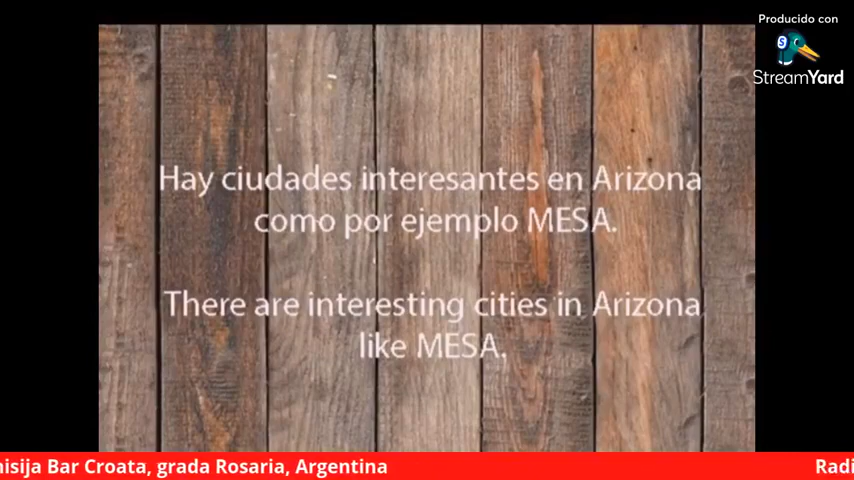 Producido con
StreamYard
Hay ciudades interesantes en Arizona
como por ejemplo MESA.
There are interesting cities in Arizona
like MESA.
Bar Croata, grada Rosaria, Argentina